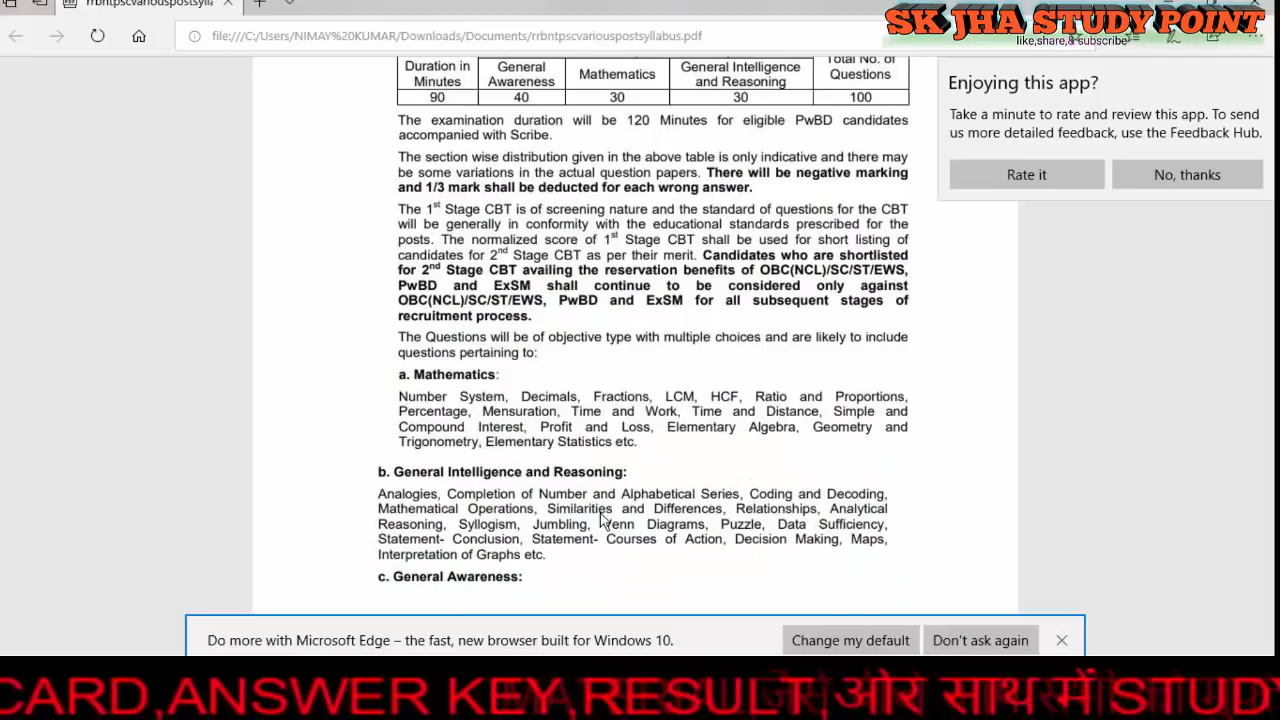 rrbntpscvariouspostsylla
SK JHA STUDY POINT
like,share,& subscribe
file:///C:/Users/NIMAY%20KUMAR/Downloads/Documents/rrbntpscvariouspostsyllabus.pdf
Duration in Minutes General Awareness Mathematics General Intelligence and Reasoning Total No. of Questions
90 40 30 30 100
The examination duration will be 120 Minutes for eligible PwBD candidates
accompanied with Scribe.
The section wise distribution given in the above table is only indicative and there may
be some variations in the actual question papers. There will be negative marking
and 1/3 mark shall be deducted for each wrong answer.
The 1st Stage CBT is of screening nature and the standard of questions for the CBT
will be generally in conformity with the educational standards prescribed for the
posts. The normalized score of 1st Stage CBT shall be used for short listing of
candidates for 2nd Stage CBT as per their merit. Candidates who are shortlisted
for 2nd Stage CBT availing the reservation benefits of OBC(NCL)/SC/ST/EWS,
PwBD and ExSM shall continue to be considered only against
OBC(NCL)/SC/ST/EWS, PwBD and ExSM for all subsequent stages of
recruitment process.
The Questions will be of objective type with multiple choices and are likely to include
questions pertaining to:
a. Mathematics:
Number System, Decimals, Fractions, LCM, HCF, Ratio and Proportions,
Percentage, Mensuration, Time and Work, Time and Distance, Simple and
Compound Interest, Profit and Loss, Elementary Algebra, Geometry and
Trigonometry, Elementary Statistics etc.
b. General Intelligence and Reasoning:
Analogies, Completion of Number and Alphabetical Series, Coding and Decoding,
Mathematical Operations, Similarities and Differences, Relationships, Analytical
Reasoning, Syllogism, Jumbling, Venn Diagrams, Puzzle, Data Sufficiency,
Statement- Conclusion, Statement- Courses of Action, Decision Making, Maps,
Interpretation of Graphs etc.
c. General Awareness:
Enjoying this app?
Take a minute to rate and review this app. To send
us more detailed feedback, use the Feedback Hub.
Rate it No, thanks
Do more with Microsoft Edge – the fast, new browser built for Windows 10. Change my default Don't ask again
CARD,ANSWER KEY,RESULT ओर साथ में STUDY